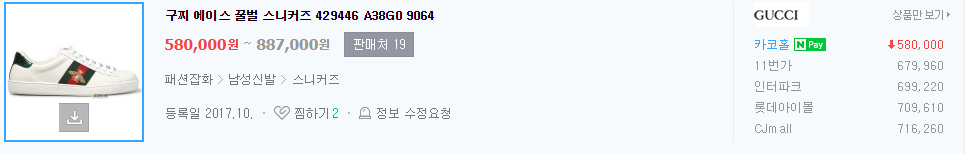 구찌 에이스 꿀벌 스니커즈 429446 A38G0 9064
580,000원 ~ 887,000원 판매처 19
패션잡화 > 남성신발 > 스니커즈
등록일 2017.10. · 찜하기 2 · 정보 수정요청
GUCCI 상품만 보기
카코홈 N Pay 580,000
11번가 679,960
인터파크 699,220
롯데아이몰 709,610
CJmall 716,260